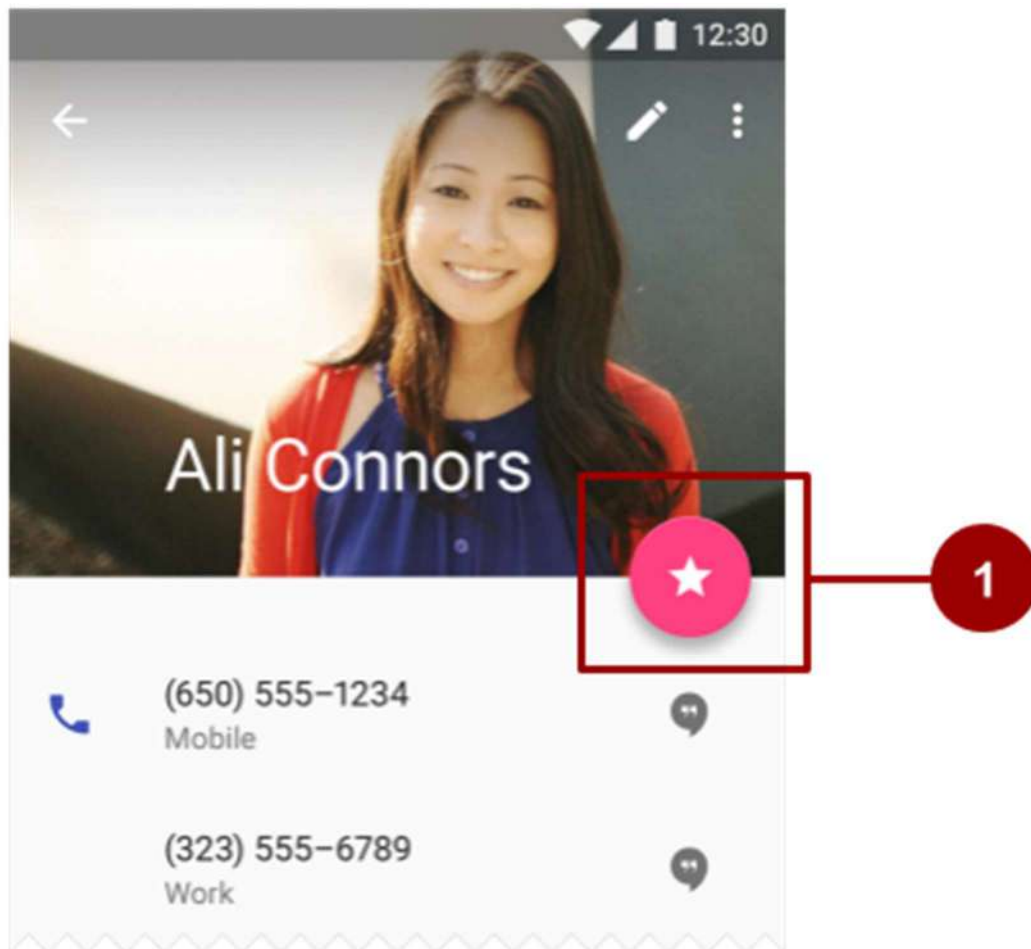 12:30
Ali Connors
1
(650) 555-1234
Mobile
(323) 555-6789
Work